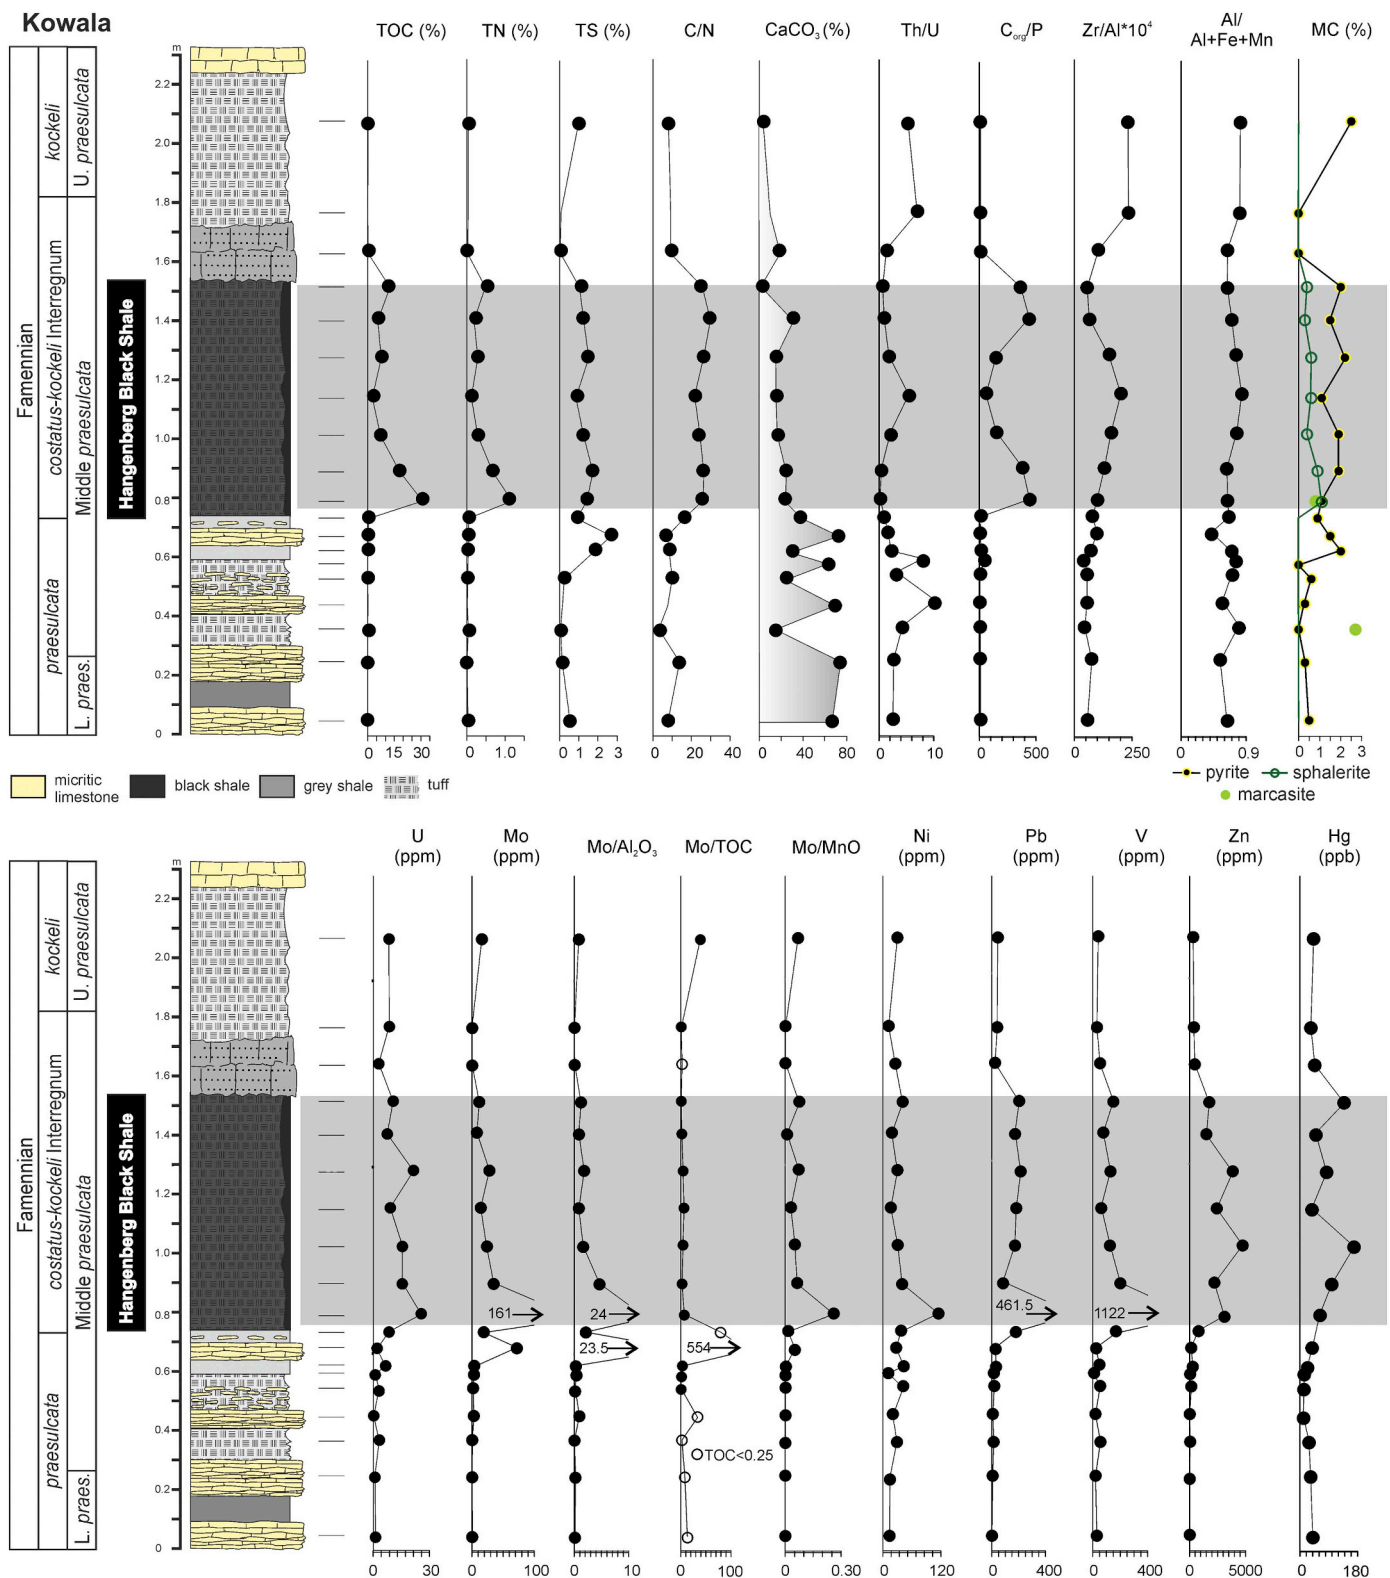 Kowala
TOC (%) TN (%) TS (%) C/N CaCO₃(%) Th/U C_org/P Zr/Al*10⁴ Al/ MC (%)
Al+Fe+Mn
m
2.2
2.0
1.8
1.6
1.4
1.2
1.0
0.8
0.6
0.4
0.2
0
Famennian
kockeli
costatus-kockeli Interregnum
praesulcata
U. praesulcata
Middle praesulcata
L. praes.
Hangenberg Black Shale
0 15 30 0 1.0 0 1 2 3 0 20 40 0 40 80 0 10 0 500 0 250 0 0.9 0 1 2 3
micritic limestone
black shale
grey shale
tuff
pyrite
sphalerite
marcasite
U Mo Mo/Al₂O₃ Mo/TOC Mo/MnO Ni Pb V Zn Hg
(ppm) (ppm) (ppm) (ppm) (ppm) (ppm) (ppb)
m
2.2
2.0
1.8
1.6
1.4
1.2
1.0
0.8
0.6
0.4
0.2
0
Famennian
kockeli
costatus-kockeli Interregnum
praesulcata
U. praesulcata
Middle praesulcata
L. praes.
Hangenberg Black Shale
161 24 461.5 1122
23.5 554
TOC<0.25
0 30 0 100 0 10 0 100 0 0.30 0 120 0 400 0 400 0 5000 0 180